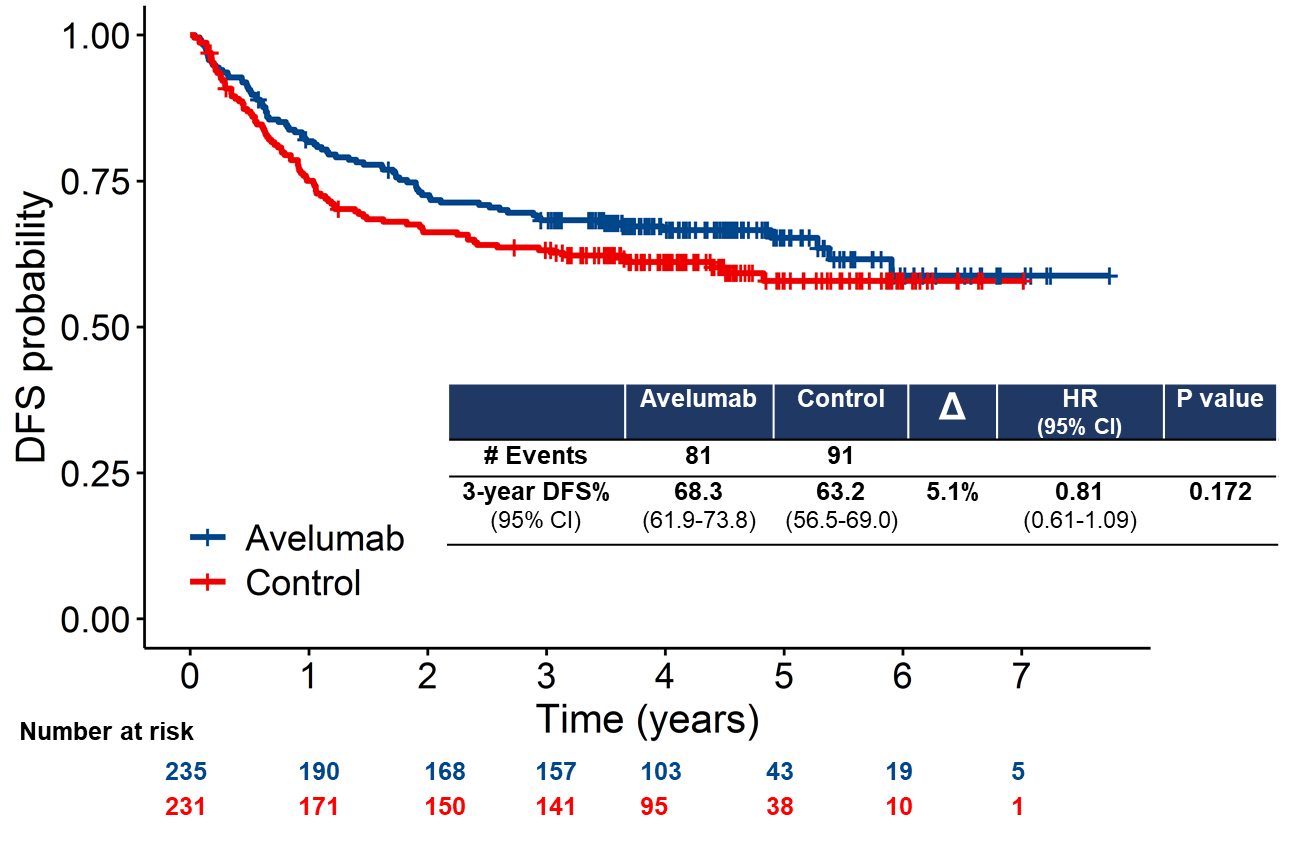 1.00
0.75
0.50
0.25
0.00
DFS probability
Avelumab Control Δ HR P value
(95% CI)
# Events 81 91
3-year DFS% 68.3 63.2 5.1% 0.81 0.172
(95% CI) (61.9-73.8) (56.5-69.0) (0.61-1.09)
Avelumab
Control
0 1 2 3 4 5 6 7
Time (years)
Number at risk
235 190 168 157 103 43 19 5
231 171 150 141 95 38 10 1